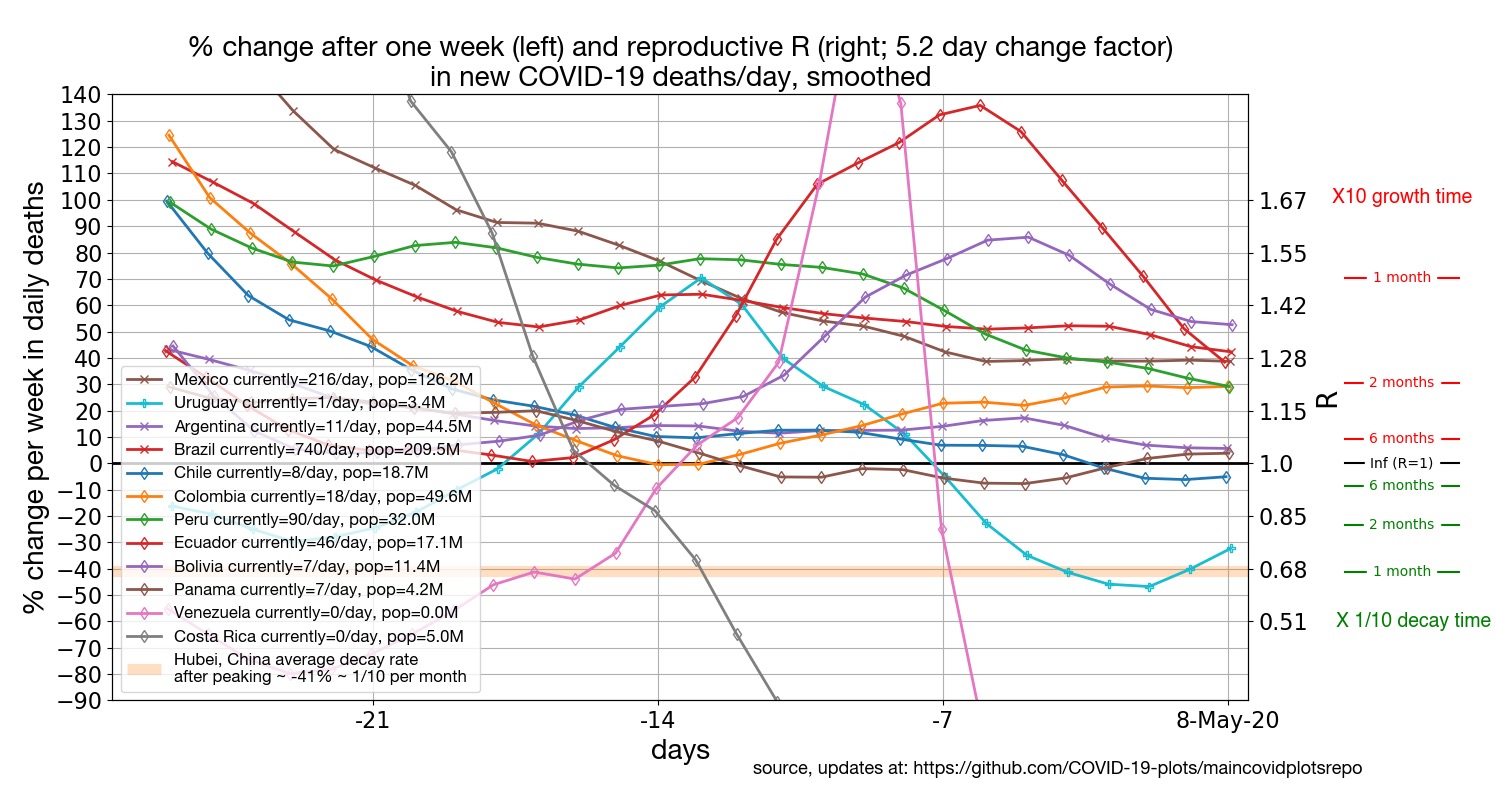 % change after one week (left) and reproductive R (right; 5.2 day change factor)
in new COVID-19 deaths/day, smoothed
% change per week in daily deaths
140
130
120
110
100
90
80
70
60
50
40
30
20
10
0
−10
−20
−30
−40
−50
−60
−70
−80
−90
Mexico currently=216/day, pop=126.2M
Uruguay currently=1/day, pop=3.4M
Argentina currently=11/day, pop=44.5M
Brazil currently=740/day, pop=209.5M
Chile currently=8/day, pop=18.7M
Colombia currently=18/day, pop=49.6M
Peru currently=90/day, pop=32.0M
Ecuador currently=46/day, pop=17.1M
Bolivia currently=7/day, pop=11.4M
Panama currently=7/day, pop=4.2M
Venezuela currently=0/day, pop=0.0M
Costa Rica currently=0/day, pop=5.0M
Hubei, China average decay rate
after peaking ~ -41% ~ 1/10 per month
1.67
1.55
1.42
1.28
1.15
1.0
0.85
0.68
0.51
R
X10 growth time
1 month
2 months
6 months
Inf (R=1)
6 months
2 months
1 month
X 1/10 decay time
-21
-14
-7
8-May-20
days
source, updates at: https://github.com/COVID-19-plots/maincovidplotsrepo